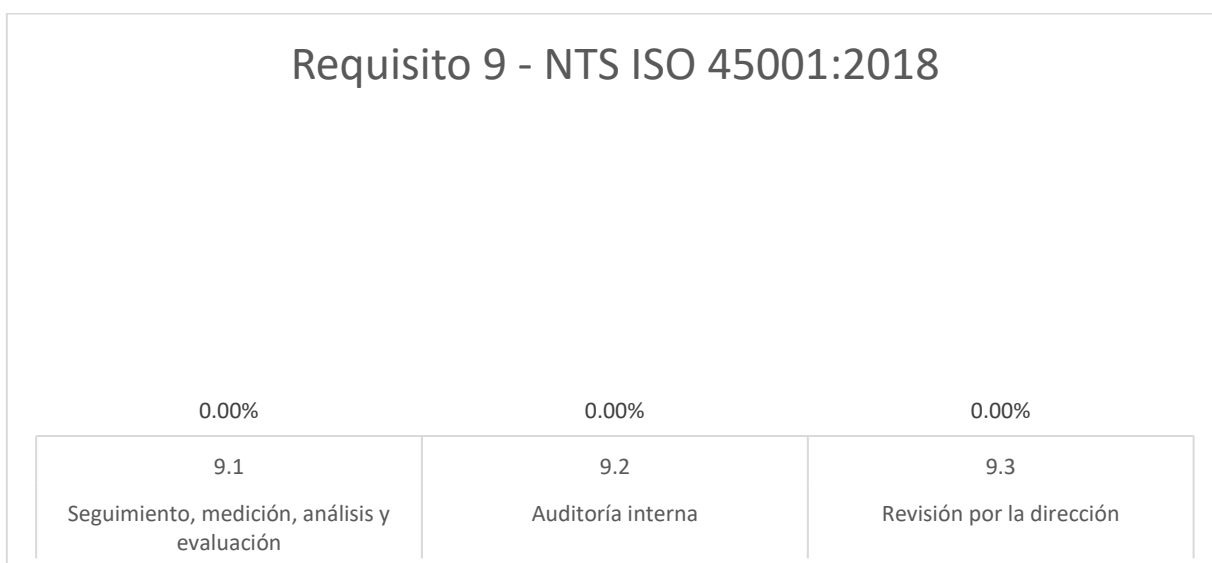 Requisito 9 - NTS ISO 45001:2018
0.00%
0.00%
0.00%
9.1
9.2
9.3
Seguimiento, medición, análisis y
evaluación
Auditoría interna
Revisión por la dirección